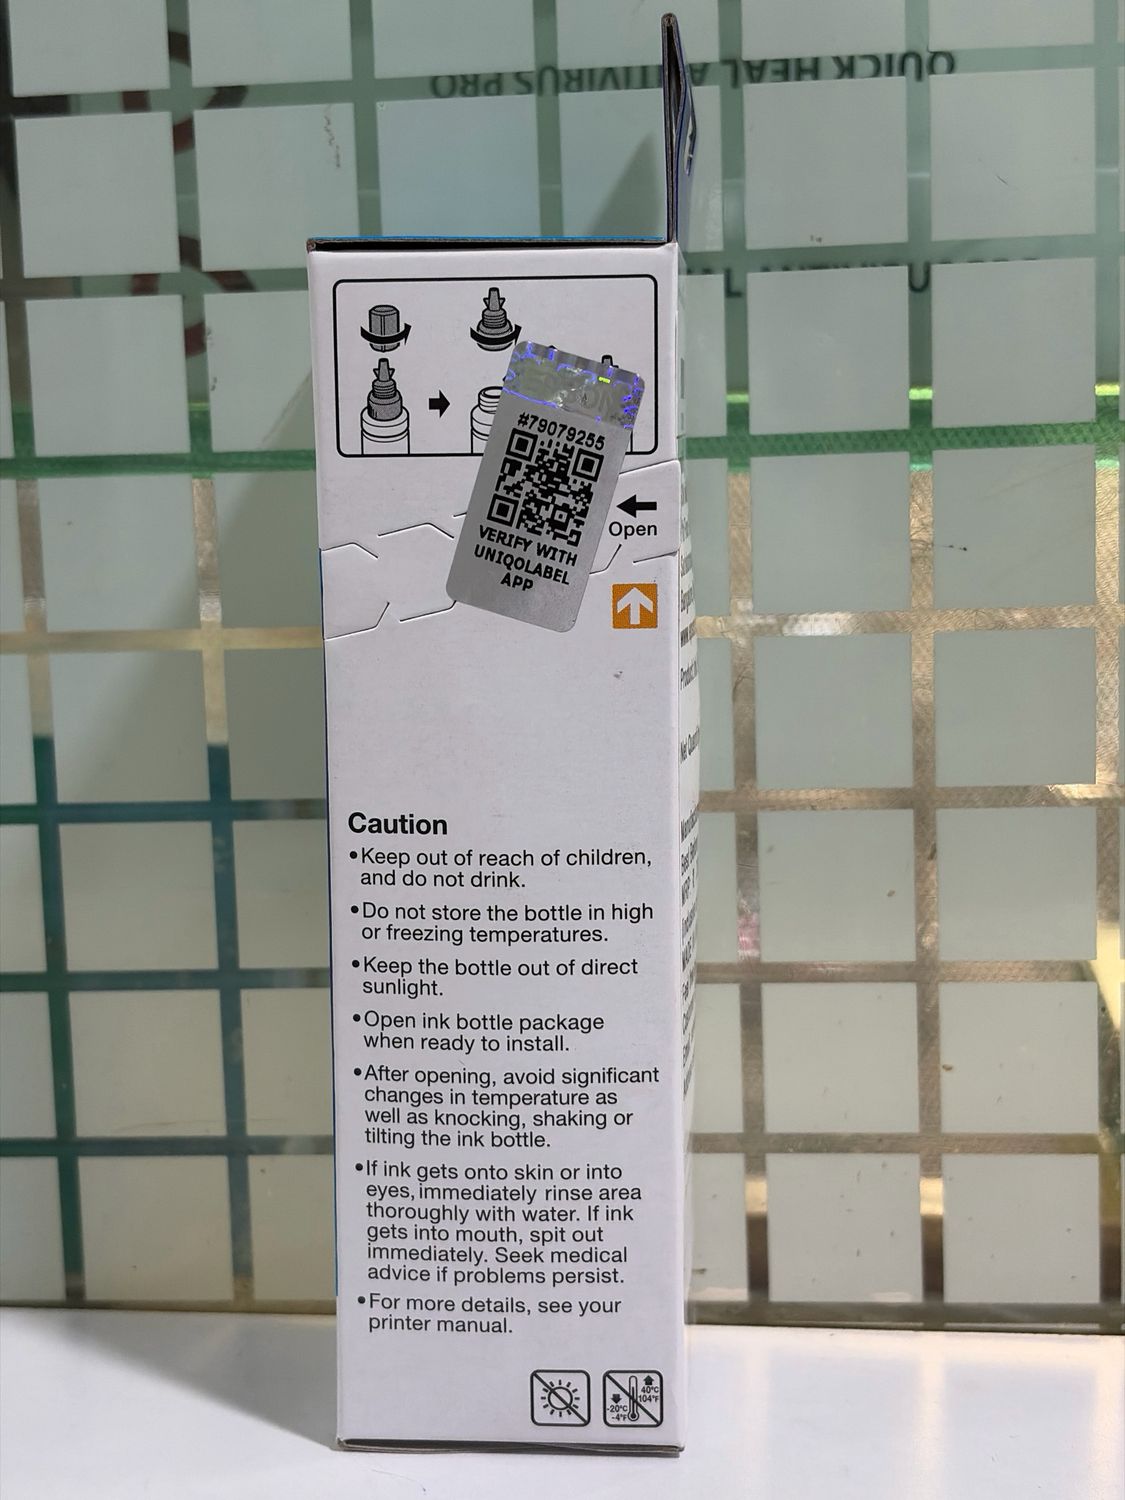 QUICK HEAL ANTIVIRUS PRO
#79079255
VERIFY WITH
UNIQOLABEL
APP
Open
Caution
•Keep out of reach of children,
and do not drink.
•Do not store the bottle in high
or freezing temperatures.
•Keep the bottle out of direct
sunlight.
•Open ink bottle package
when ready to install.
•After opening, avoid significant
changes in temperature as
well as knocking, shaking or
tilting the ink bottle.
•If ink gets onto skin or into
eyes, immediately rinse area
thoroughly with water. If ink
gets into mouth, spit out
immediately. Seek medical
advice if problems persist.
•For more details, see your
printer manual.
40°C
104°F
-20°C
-4°F